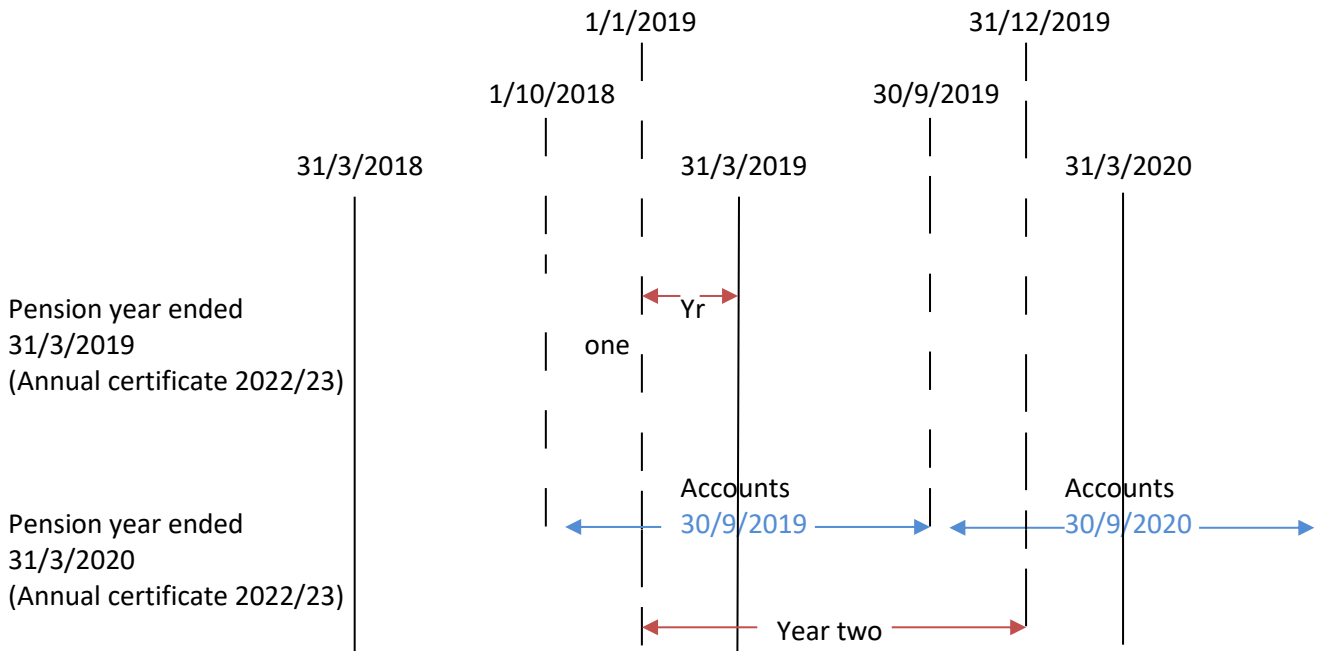 1/1/2019 31/12/2019
1/10/2018 30/9/2019
31/3/2018 31/3/2019 31/3/2020
Pension year ended
31/3/2019
(Annual certificate 2022/23)
Yr
one
Pension year ended
31/3/2020
(Annual certificate 2022/23)
Accounts
30/9/2019
Accounts
30/9/2020
Year two